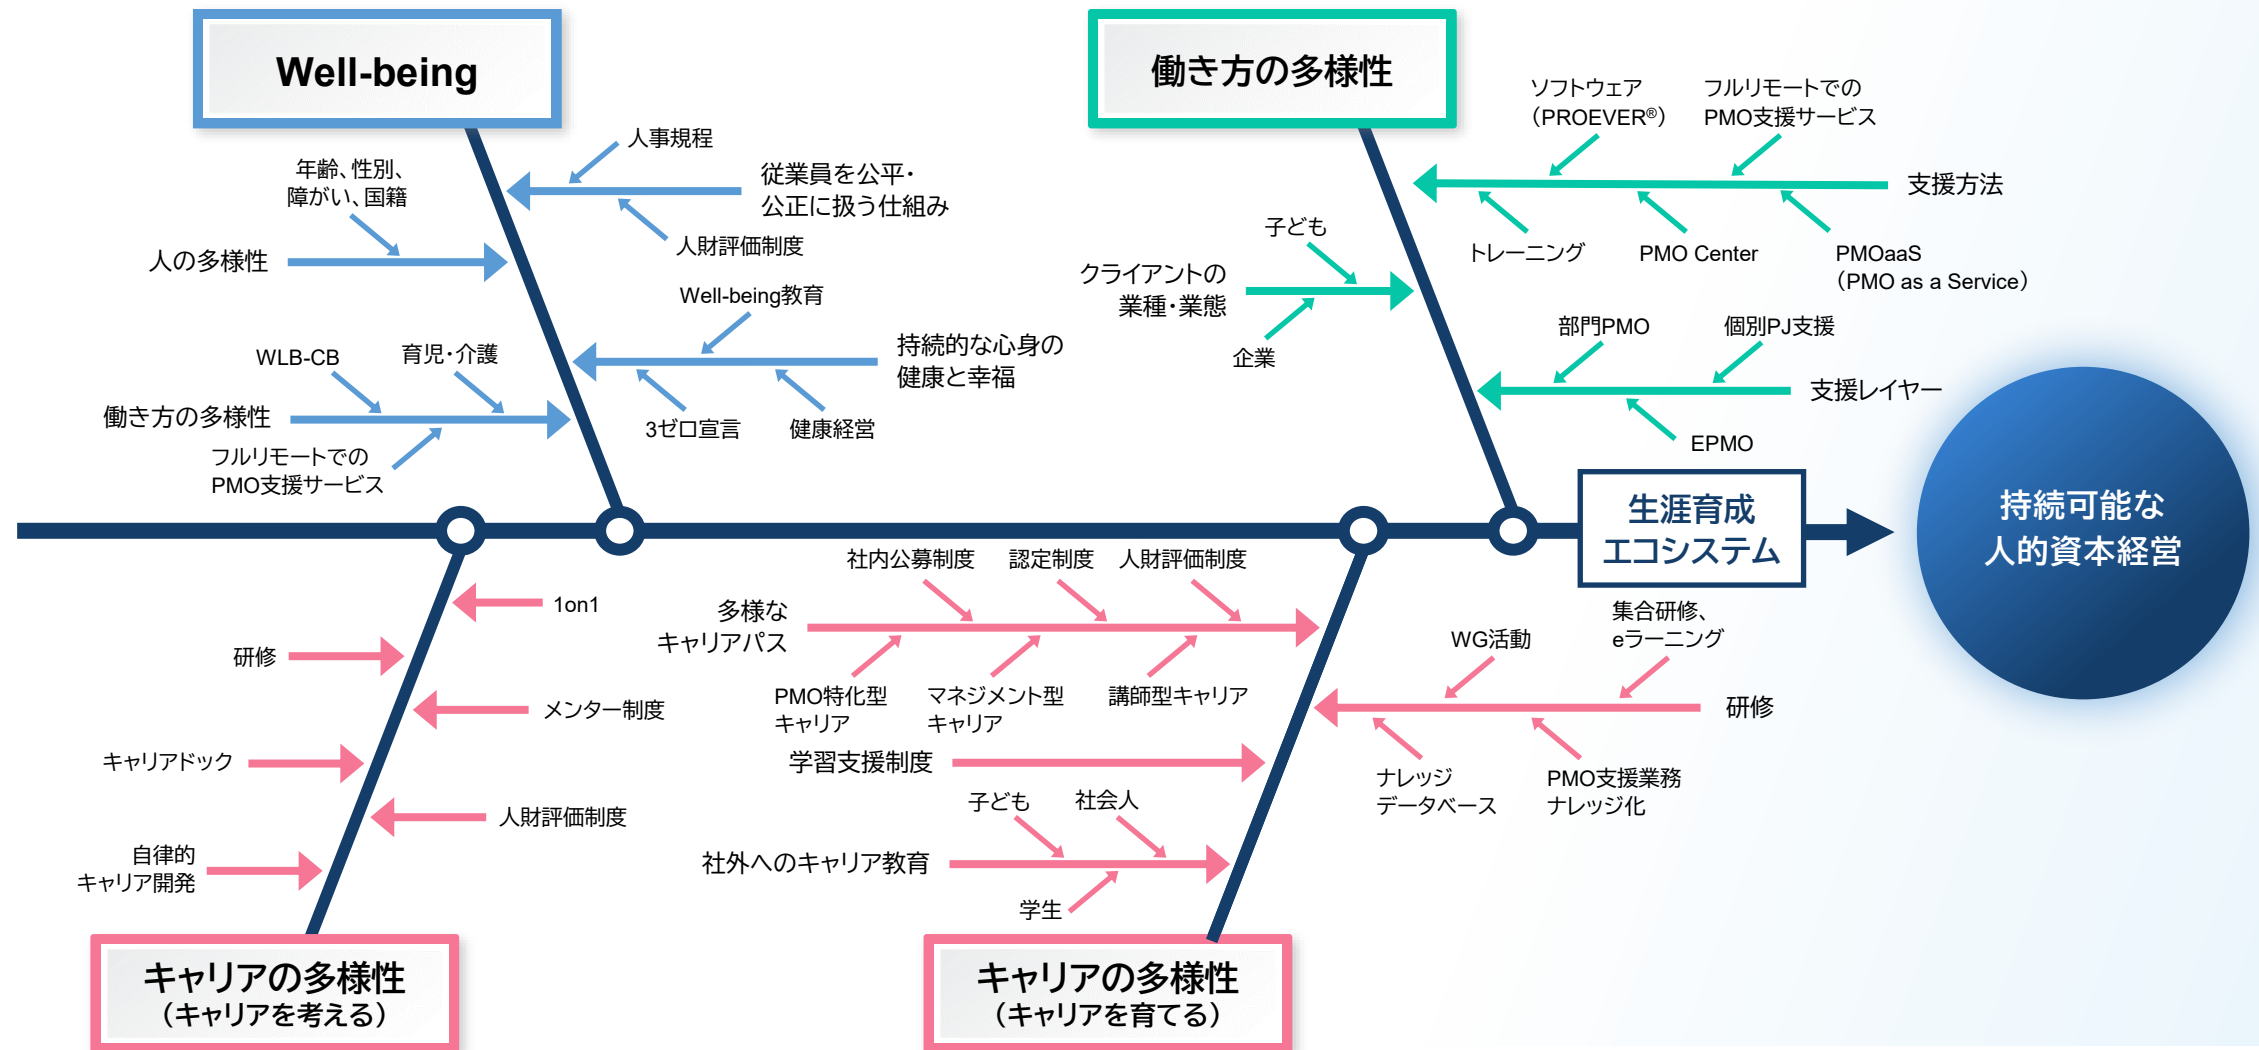 Well-being
人事規程
年齢、性別、
障がい、国籍
従業員を公平・
公正に扱う仕組み
人の多様性
人財評価制度
Well-being教育
WLB-CB
育児・介護
持続的な心身の
健康と幸福
働き方の多様性
3ゼロ宣言
健康経営
フルリモートでの
PMO支援サービス
働き方の多様性
ソフトウェア
（PROEVER®）
フルリモートでの
PMO支援サービス
支援方法
子ども
トレーニング
PMO Center
PMOaaS
（PMO as a Service）
クライアントの
業種・業態
企業
部門PMO
個別PJ支援
支援レイヤー
EPMO
生涯育成
エコシステム
持続可能な
人的資本経営
1on1
研修
メンター制度
キャリアドック
人財評価制度
自律的
キャリア開発
キャリアの多様性
（キャリアを考える）
社内公募制度
認定制度
人財評価制度
多様な
キャリアパス
PMO特化型
キャリア
マネジメント型
キャリア
講師型キャリア
WG活動
集合研修、
eラーニング
研修
学習支援制度
ナレッジ
データベース
PMO支援業務
ナレッジ化
子ども
社会人
社外へのキャリア教育
学生
キャリアの多様性
（キャリアを育てる）